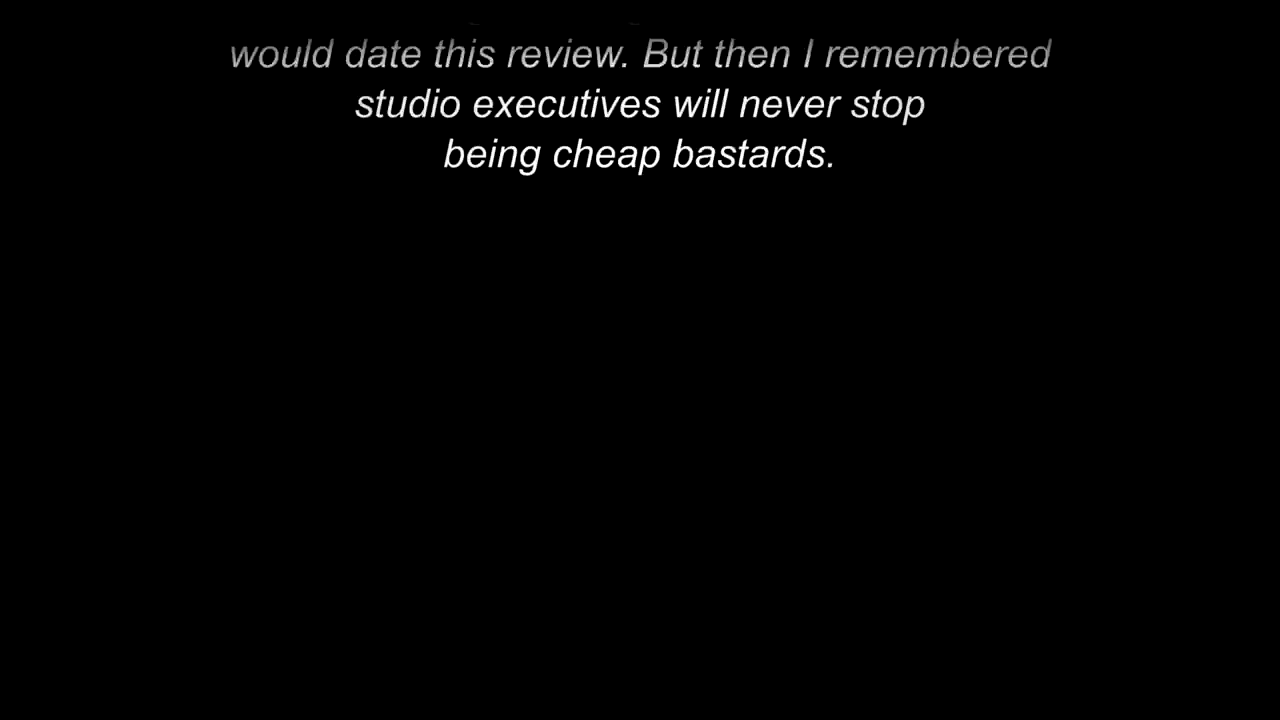 would date this review. But then I remembered
studio executives will never stop
being cheap bastards.